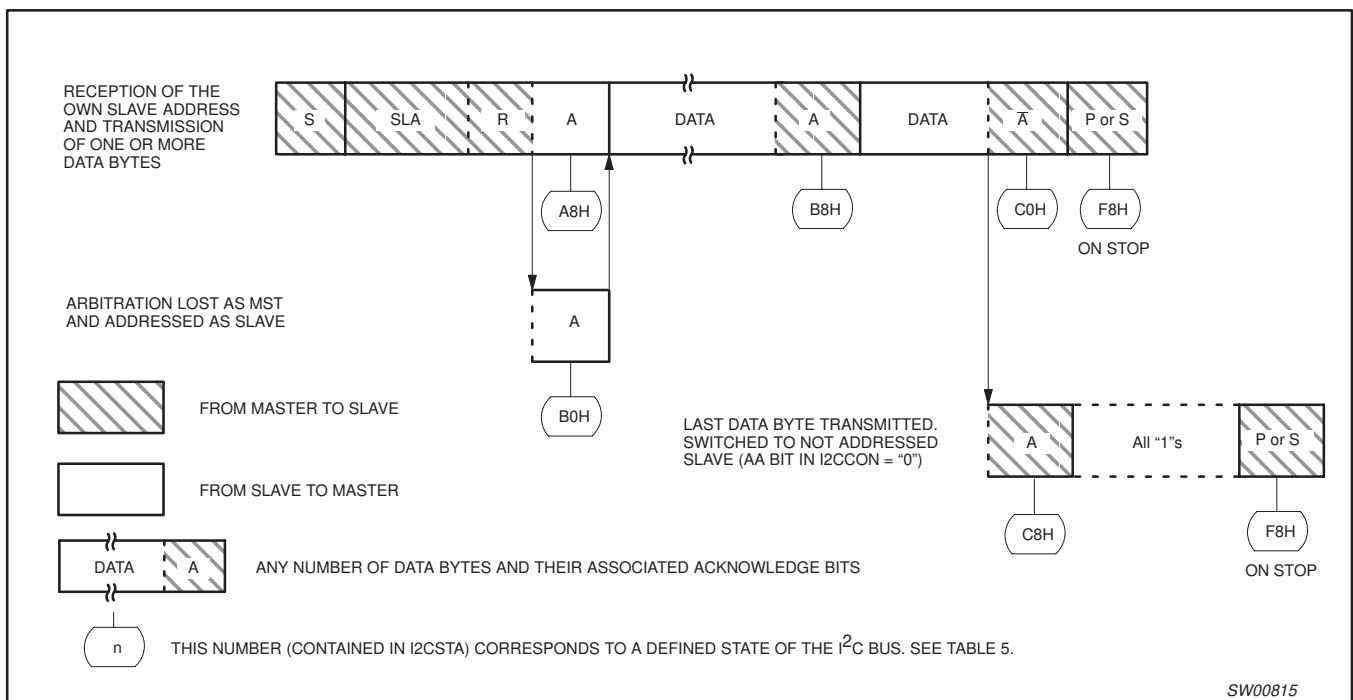 RECEPTION OF THE
OWN SLAVE ADDRESS
AND TRANSMISSION
OF ONE OR MORE
DATA BYTES
S SLA R A DATA A DATA A̅ P or S
A8H B8H C0H F8H
ON STOP
ARBITRATION LOST AS MST
AND ADDRESSED AS SLAVE
A
B0H
FROM MASTER TO SLAVE
LAST DATA BYTE TRANSMITTED.
SWITCHED TO NOT ADDRESSED
SLAVE (AA BIT IN I2CCON = “0”)
A All “1”s P or S
C8H F8H
ON STOP
FROM SLAVE TO MASTER
DATA A ANY NUMBER OF DATA BYTES AND THEIR ASSOCIATED ACKNOWLEDGE BITS
n THIS NUMBER (CONTAINED IN I2CSTA) CORRESPONDS TO A DEFINED STATE OF THE I²C BUS. SEE TABLE 5.
SW00815